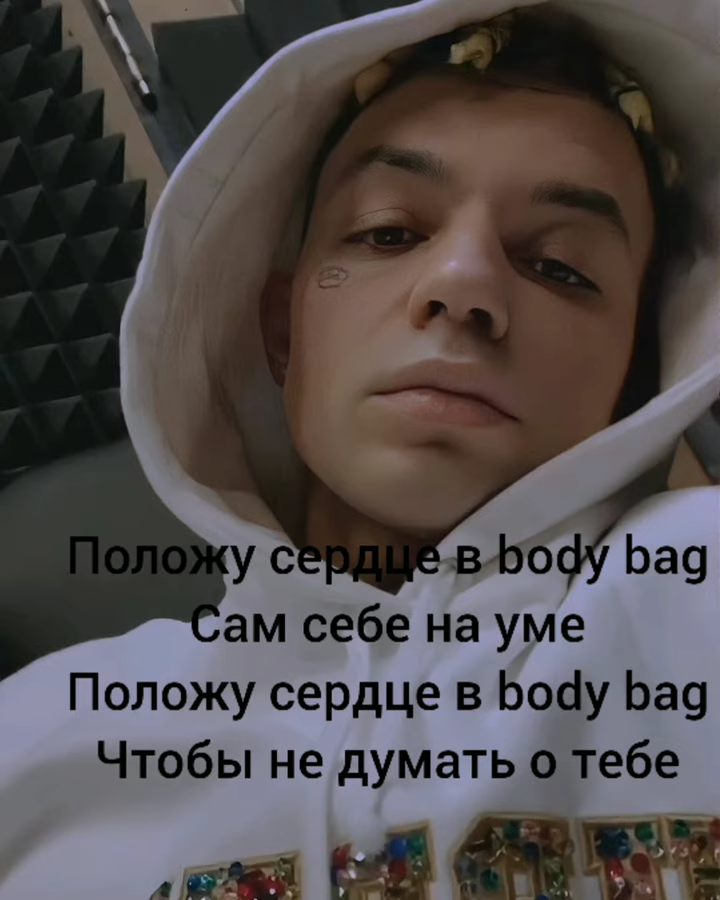 Положу сердце в body bag
Сам себе на уме
Положу сердце в body bag
Чтобы не думать о тебе